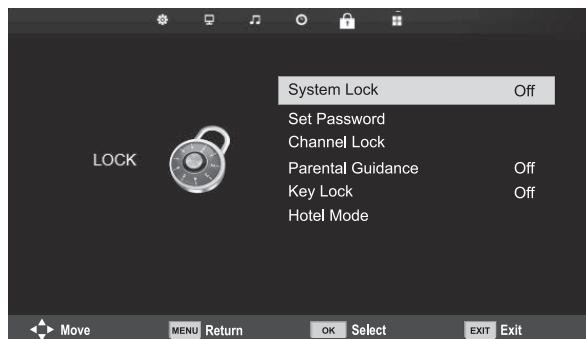 System Lock Off
Set Password
Channel Lock
LOCK
Parental Guidance Off
Key Lock Off
Hotel Mode
Move MENU Return OK Select EXIT Exit